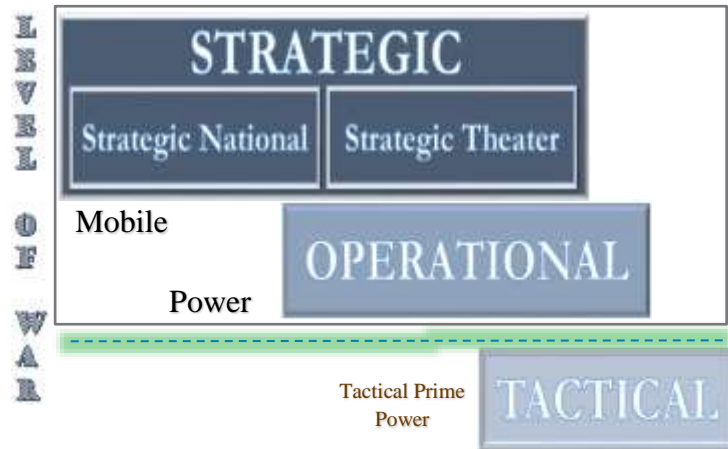 LEVEL OF WAR
STRATEGIC
Strategic National
Strategic Theater
Mobile
Power
OPERATIONAL
Tactical Prime
Power
TACTICAL